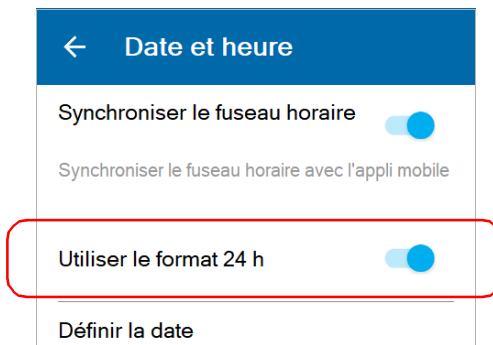 Date et heure
Synchroniser le fuseau horaire
Synchroniser le fuseau horaire avec l'appli mobile
Utiliser le format 24 h
Définir la date